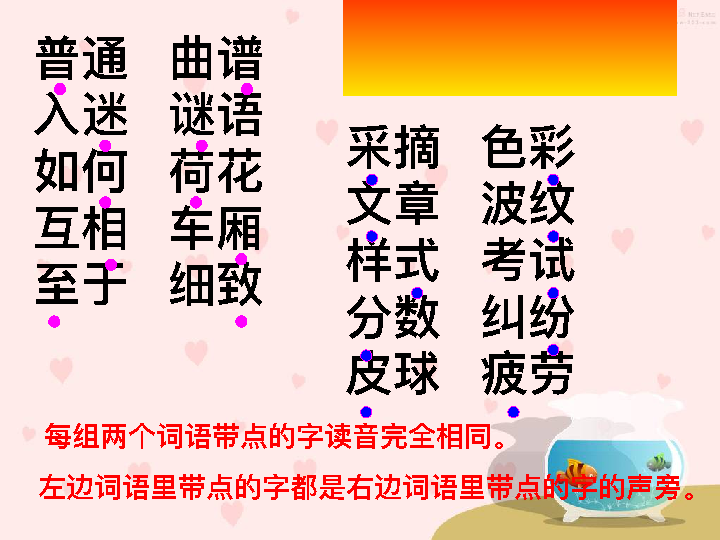 普通 曲谱
入迷 谜语
如何 荷花
互相 车厢
至于 细致
采摘 色彩
文章 波纹
样式 考试
分数 纠纷
皮球 疲劳
每组两个词语带点的字读音完全相同。
左边词语里带点的字都是右边词语里带点的字的声旁。